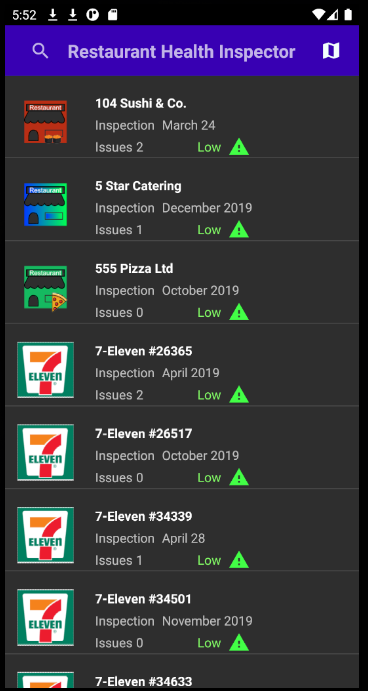 5:52
Restaurant Health Inspector
Restaurant
104 Sushi & Co.
Inspection March 24
Issues 2 Low
Restaurant
5 Star Catering
Inspection December 2019
Issues 1 Low
Restaurant
555 Pizza Ltd
Inspection October 2019
Issues 0 Low
7-Eleven #26365
ELEVEN
Inspection April 2019
Issues 2 Low
7-Eleven #26517
ELEVEN
Inspection October 2019
Issues 0 Low
7-Eleven #34339
ELEVEN
Inspection April 28
Issues 1 Low
7-Eleven #34501
ELEVEN
Inspection November 2019
Issues 0 Low
7-Eleven #34633